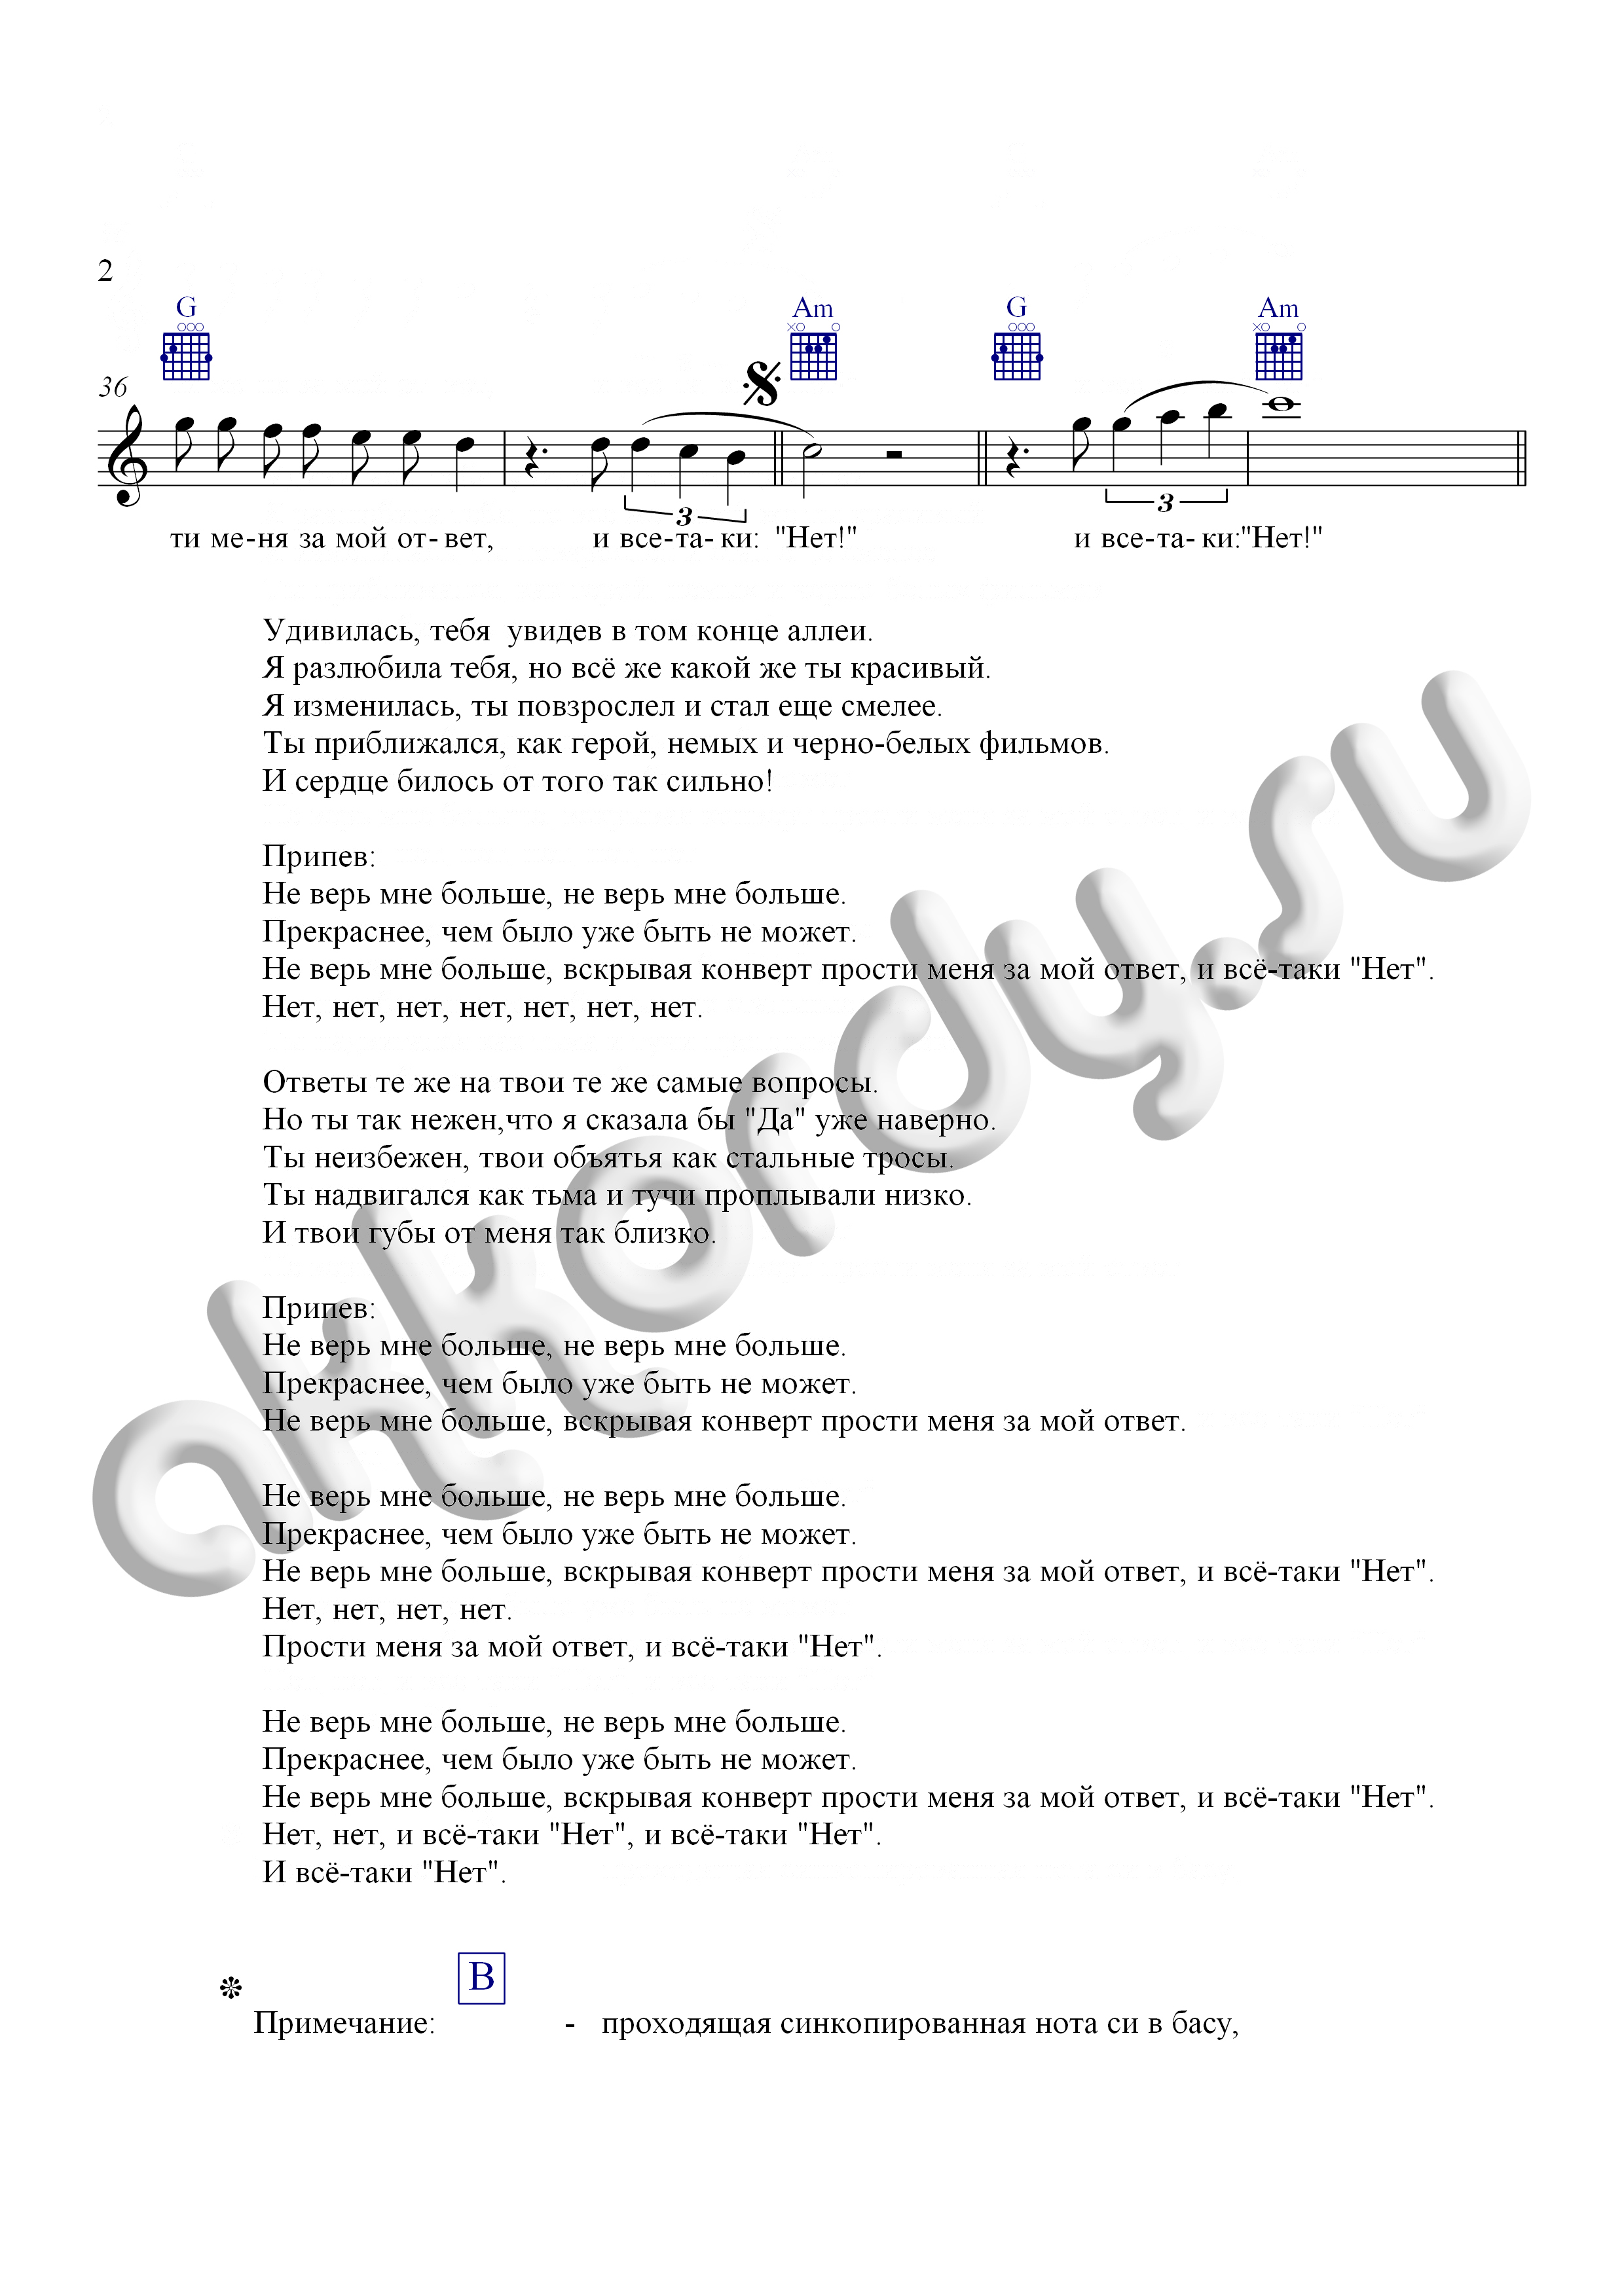 2
G Am G Am
36
3 3
ти ме-ня за мой от-вет, и все-та-ки: "Нет!" и все-та-ки:"Нет!"
Удивилась, тебя увидев в том конце аллеи.
Я разлюбила тебя, но всё же какой же ты красивый.
Я изменилась, ты повзрослел и стал еще смелее.
Ты приближался, как герой, немых и черно-белых фильмов.
И сердце билось от того так сильно!
Припев:
Не верь мне больше, не верь мне больше.
Прекраснее, чем было уже быть не может.
Не верь мне больше, вскрывая конверт прости меня за мой ответ, и всё-таки "Нет".
Нет, нет, нет, нет, нет, нет, нет.
Ответы те же на твои те же самые вопросы.
Но ты так нежен,что я сказала бы "Да" уже наверно.
Ты неизбежен, твои объятья как стальные тросы.
Ты надвигался как тьма и тучи проплывали низко.
И твои губы от меня так близко.
Припев:
Не верь мне больше, не верь мне больше.
Прекраснее, чем было уже быть не может.
Не верь мне больше, вскрывая конверт прости меня за мой ответ.
Не верь мне больше, не верь мне больше.
Прекраснее, чем было уже быть не может.
Не верь мне больше, вскрывая конверт прости меня за мой ответ, и всё-таки "Нет".
Нет, нет, нет, нет.
Прости меня за мой ответ, и всё-таки "Нет".
Не верь мне больше, не верь мне больше.
Прекраснее, чем было уже быть не может.
Не верь мне больше, вскрывая конверт прости меня за мой ответ, и всё-таки "Нет".
Нет, нет, и всё-таки "Нет", и всё-таки "Нет".
И всё-таки "Нет".
B
Примечание: - проходящая синкопированная нота си в басу,
akkordy.su